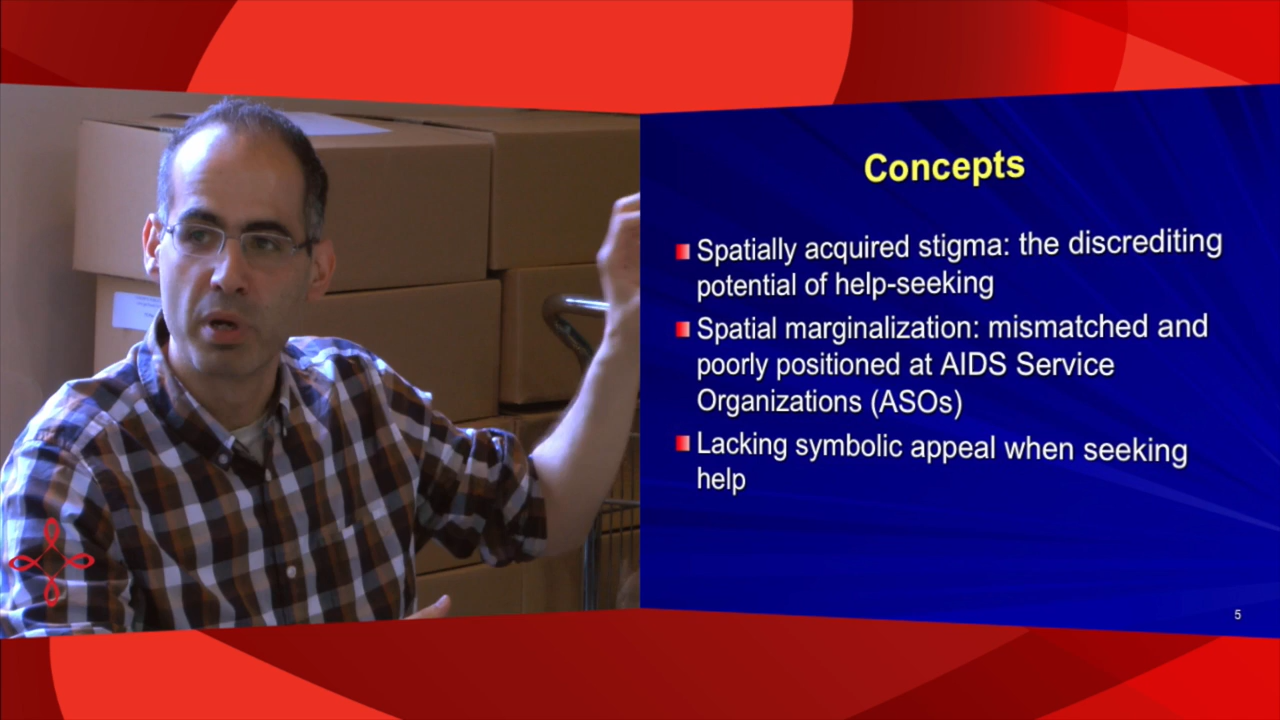 Concepts
Spatially acquired stigma: the discrediting
potential of help-seeking
Spatial marginalization: mismatched and
poorly positioned at AIDS Service
Organizations (ASOs)
Lacking symbolic appeal when seeking
help
5